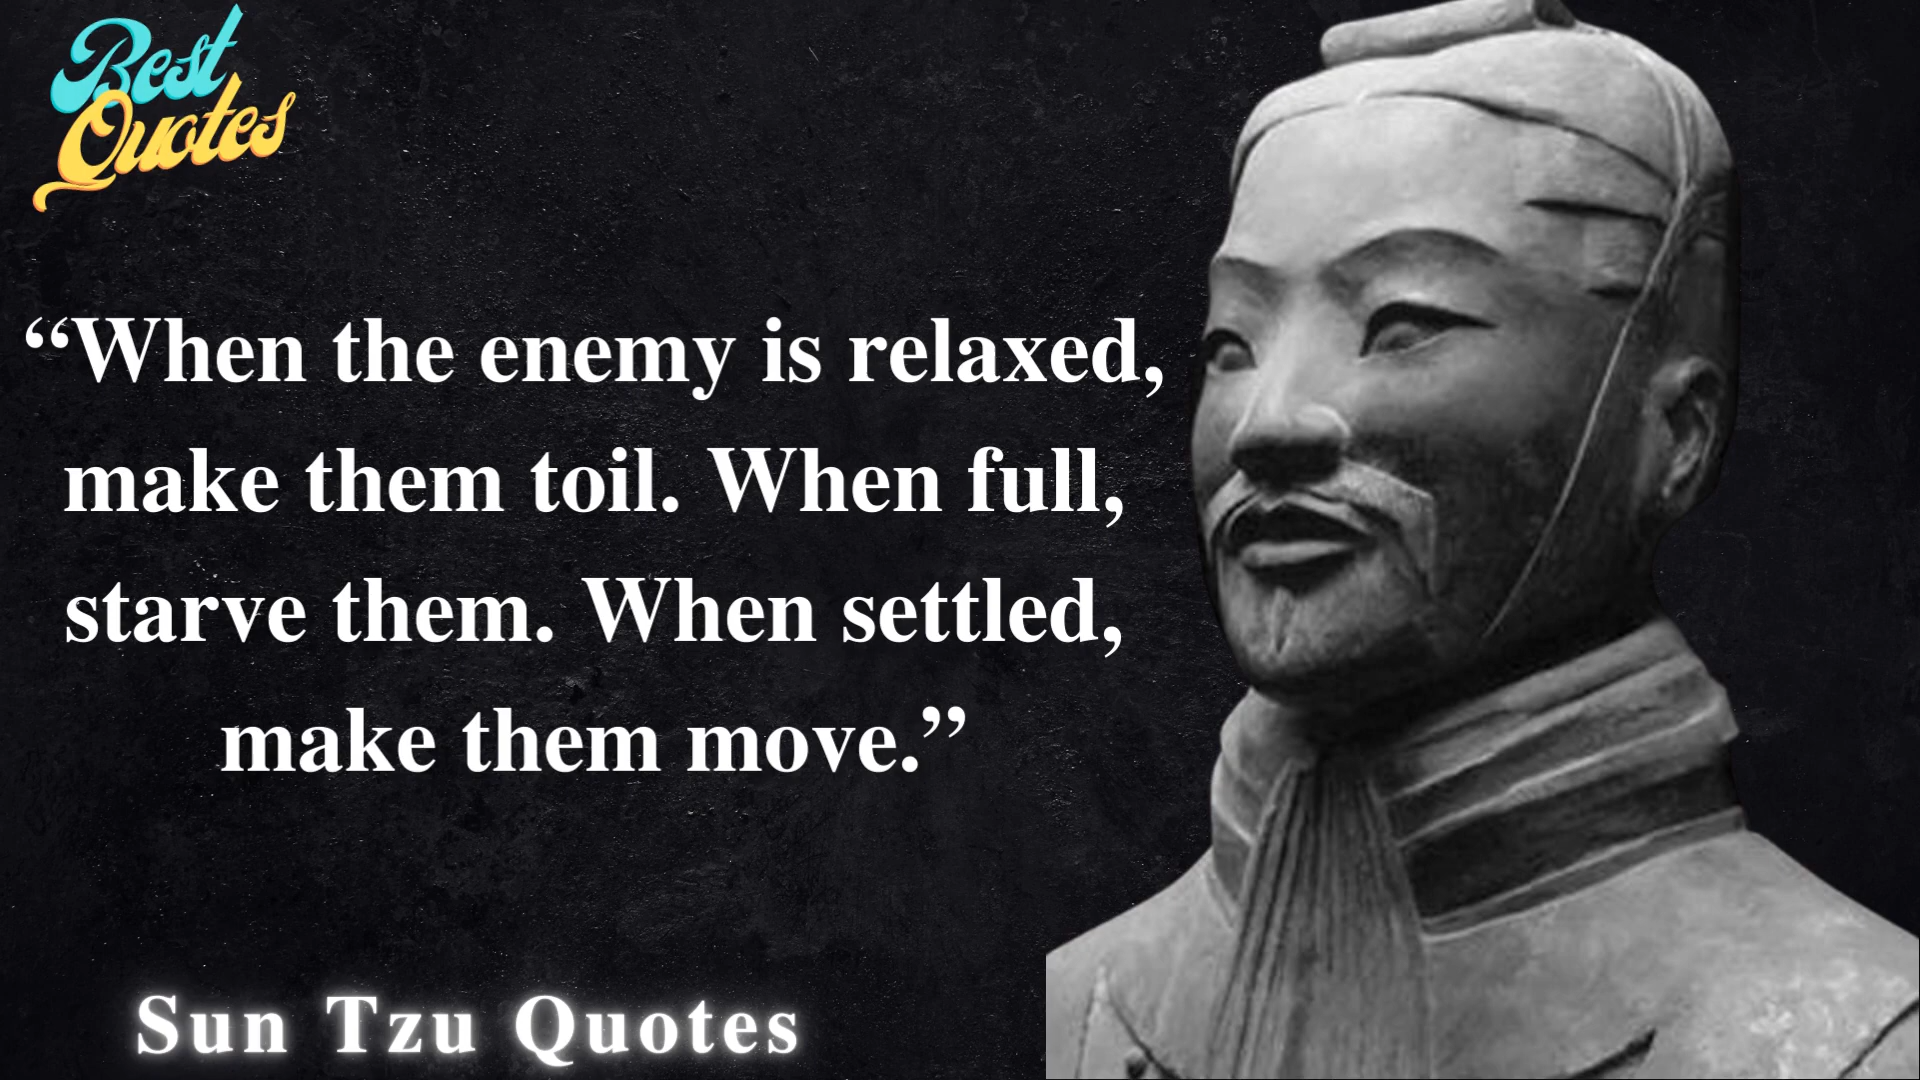 Best
Quotes
“When the enemy is relaxed,
make them toil. When full,
starve them. When settled,
make them move.”
Sun Tzu Quotes